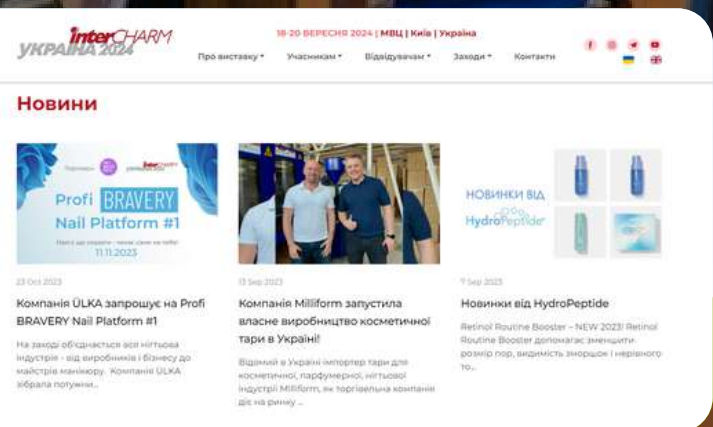 interCHARM
УКРАЇНА 2024
18-20 ВЕРЕСНЯ 2024 | МВЦ | Київ | Україна
Про виставку
Учасникам
Відвідувачам
Заходи
Контакти
Новини
interCHARM
Profi BRAVERY
Nail Platform #1
11.11.2023
НОВИНКИ ВІД
HydroPeptide
23 Oct 2023
Компанія ÜLKA запрошує на Profi
BRAVERY Nail Platform #1
На заході об'єднається вся нігтьова
індустрія - від виробників і бізнесу до
майстрів манікюру. Компанія ULKA
зібрала потужни...
13 Sep 2023
Компанія Milliform запустила
власне виробництво косметичної
тари в Україні!
Відомий в Україні імпортер тари для
косметичної, парфумерної, нігтьової
індустрії Milliform, як торгівельна компанія
діє на ринку ...
7 Sep 2023
Новинки від HydroPeptide
Retinol Routine Booster – NEW 2023! Retinol
Routine Booster допомагає зменшити
розмір пор, видимість зморщок і нерівного
то...